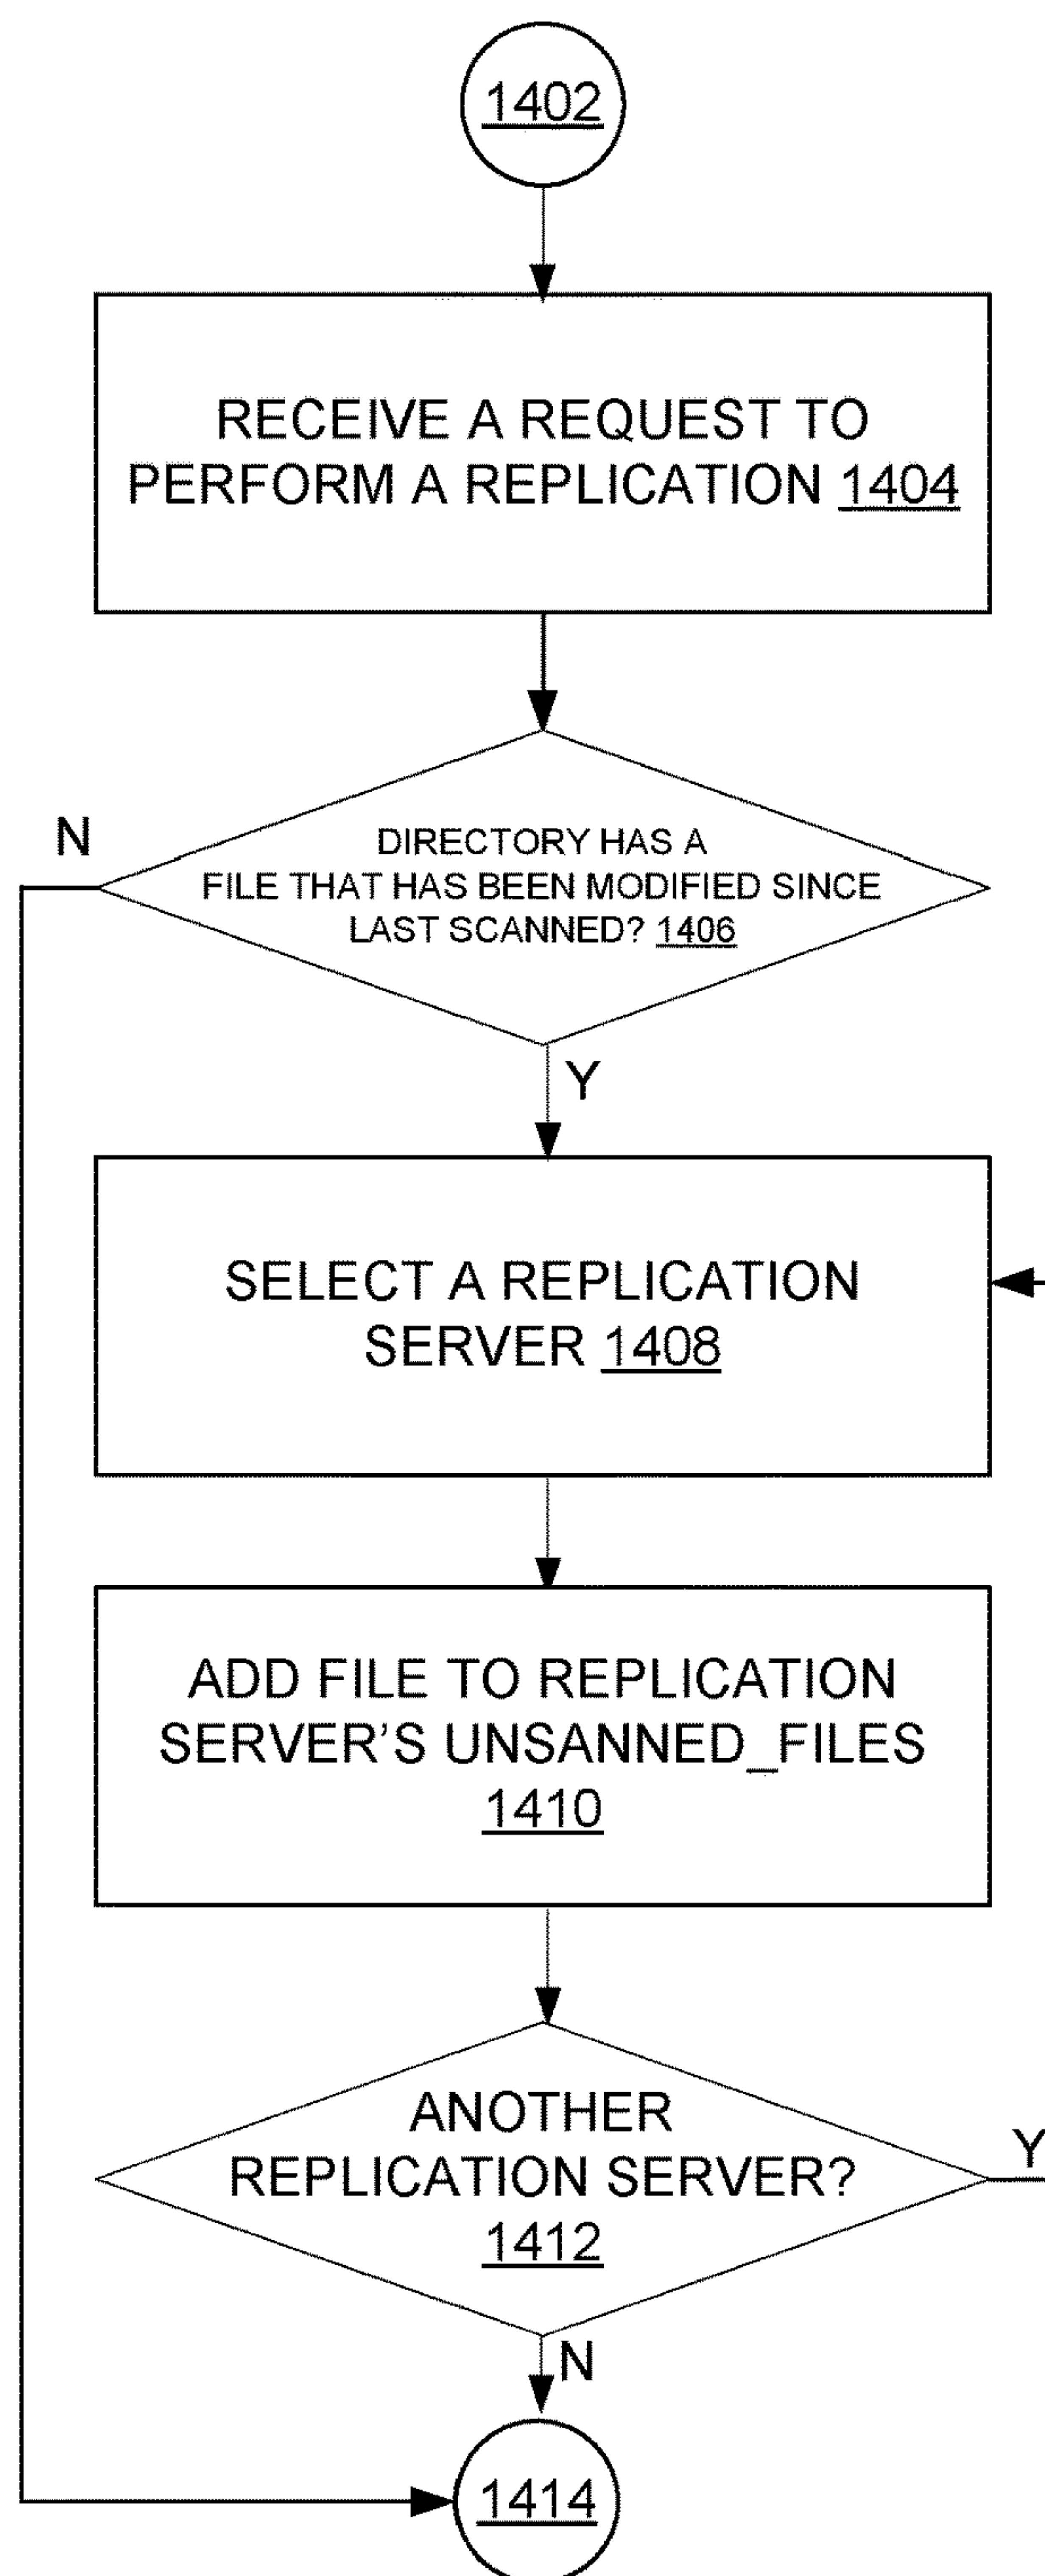 1402
RECEIVE A REQUEST TO
PERFORM A REPLICATION 1404
N
DIRECTORY HAS A
FILE THAT HAS BEEN MODIFIED SINCE
LAST SCANNED? 1406
Y
SELECT A REPLICATION
SERVER 1408
ADD FILE TO REPLICATION
SERVER'S UNSANNED_FILES
1410
ANOTHER
REPLICATION SERVER?
1412
Y
N
1414